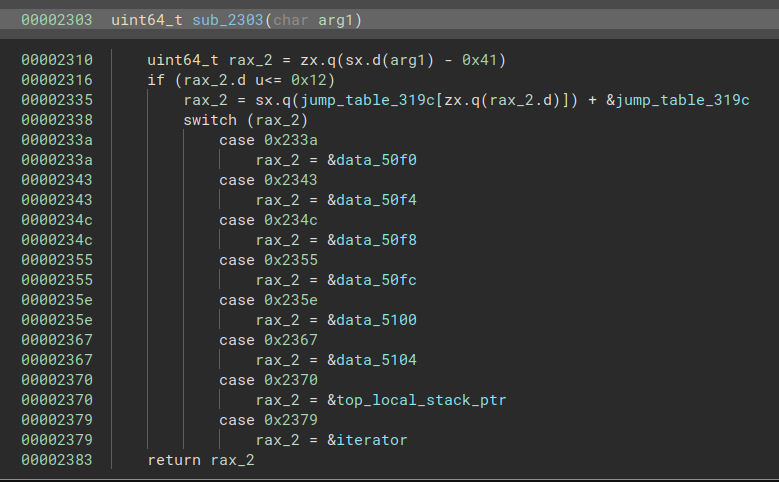 00002303 uint64_t sub_2303(char arg1)
00002310 uint64_t rax_2 = zx.q(sx.d(arg1) - 0x41)
00002316 if (rax_2.d u<= 0x12)
00002335 rax_2 = sx.q(jump_table_319c[zx.q(rax_2.d)]) + &jump_table_319c
00002338 switch (rax_2)
0000233a case 0x233a
0000233a rax_2 = &data_50f0
00002343 case 0x2343
00002343 rax_2 = &data_50f4
0000234c case 0x234c
0000234c rax_2 = &data_50f8
00002355 case 0x2355
00002355 rax_2 = &data_50fc
0000235e case 0x235e
0000235e rax_2 = &data_5100
00002367 case 0x2367
00002367 rax_2 = &data_5104
00002370 case 0x2370
00002370 rax_2 = &top_local_stack_ptr
00002379 case 0x2379
00002379 rax_2 = &iterator
00002383 return rax_2